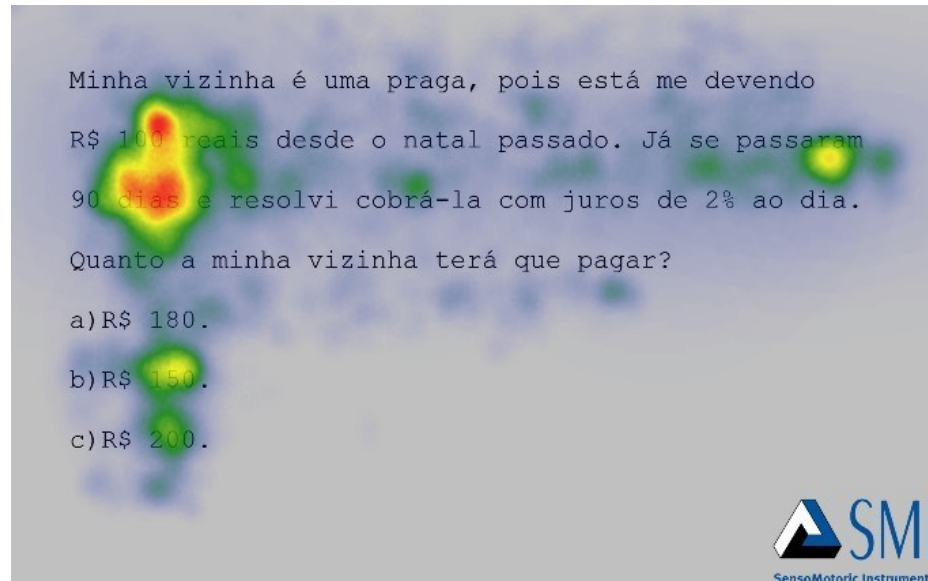 Minha vizinha é uma praga, pois está me devendo
R$ 100 reais desde o natal passado. Já se passaram
90 dias e resolvi cobrá-la com juros de 2% ao dia.
Quanto a minha vizinha terá que pagar?
a)R$ 180.
b)R$ 150.
c)R$ 200.
SM
SensoMotoric Instrument